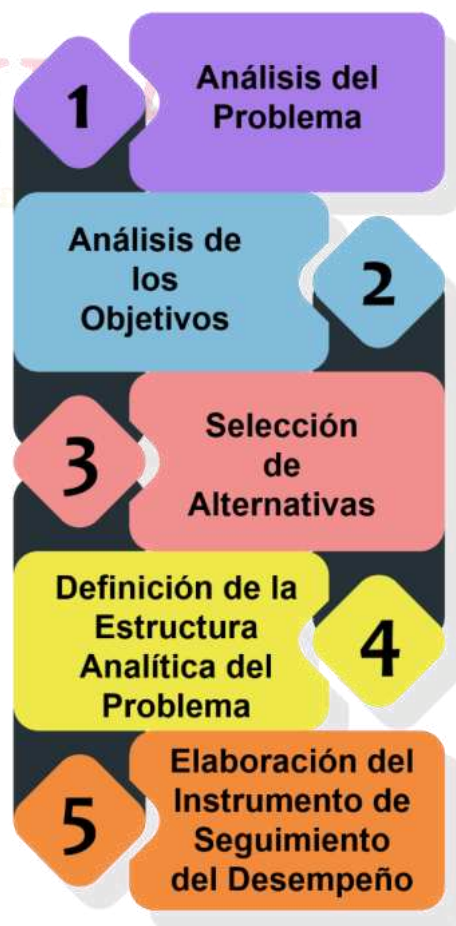 1
Análisis del
Problema
Análisis de
los
Objetivos
2
3
Selección
de
Alternativas
Definición de la
Estructura
Analítica del
Problema
4
5
Elaboración del
Instrumento de
Seguimiento
del Desempeño